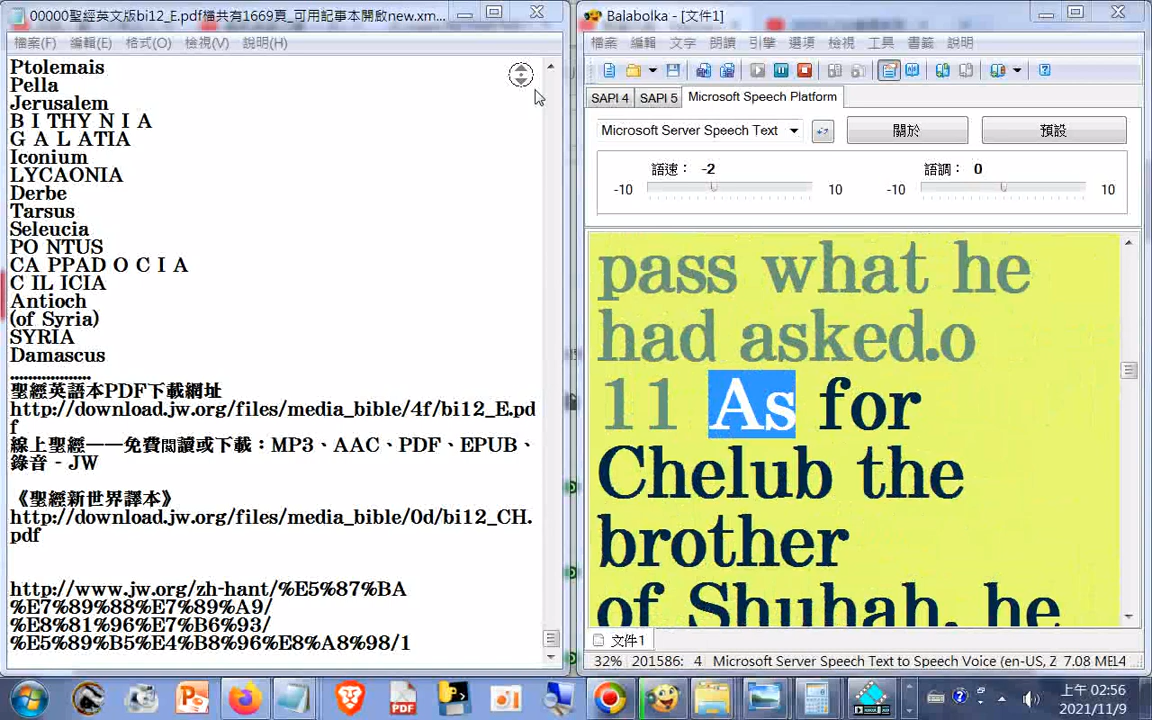 00000聖經英文版bi12_E.pdf檔共有1669頁_可用記事本開啟new.xm...
檔案(F) 編輯(E) 格式(O) 檢視(V) 說明(H)
Ptolemais
Pella
Jerusalem
B I THY N I A
G A L ATIA
Iconium
LYCAONIA
Derbe
Tarsus
Seleucia
PO NTUS
CA PPAD O C I A
C IL ICIA
Antioch
(of Syria)
SYRIA
Damascus
..................
聖經英語本PDF下載網址
http://download.jw.org/files/media_bible/4f/bi12_E.pd
f
線上聖經——免費閱讀或下載：MP3、AAC、PDF、EPUB、
錄音 - JW
《聖經新世界譯本》
http://download.jw.org/files/media_bible/0d/bi12_CH.
pdf
http://www.jw.org/zh-hant/%E5%87%BA
%E7%89%88%E7%89%A9/
%E8%81%96%E7%B6%93/
%E5%89%B5%E4%B8%96%E8%A8%98/1
Balabolka - [文件1]
檔案 編輯 文字 朗讀 引擎 選項 檢視 工具 書籤 說明
SAPI 4 SAPI 5 Microsoft Speech Platform
Microsoft Server Speech Text 關於 預設
語速： -2 語調： 0
-10 10 -10 10
pass what he
had asked.o
11 As for
Chelub the
brother
of Shuhah, he
文件1
32% 201586: 4 Microsoft Server Speech Text to Speech Voice (en-US, Z 7.08 MB
PDF
上午 02:56
2021/11/9